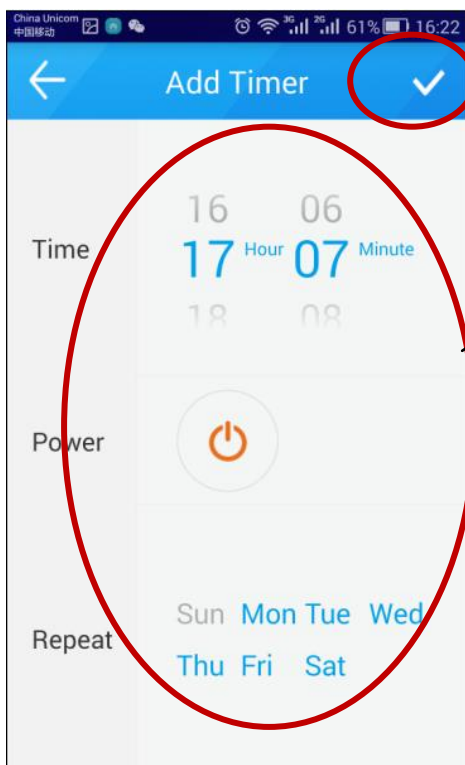 China Unicom
中国移动
3G 2G 61% 16:22
Add Timer
16 06
Time 17 Hour 07 Minute
18 08
Power
Sun Mon Tue Wed
Repeat
Thu Fri Sat